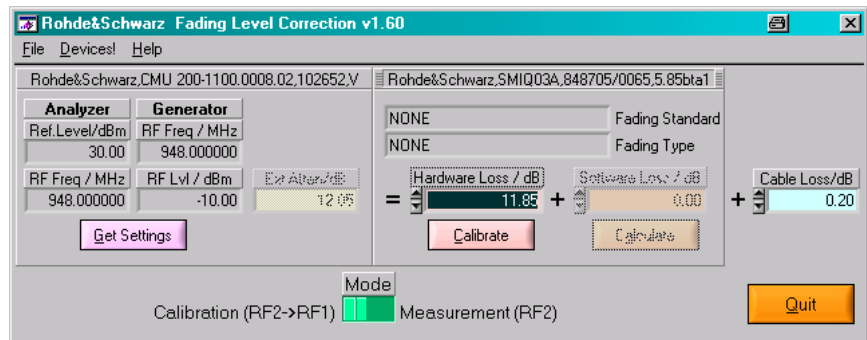 Rohde&Schwarz Fading Level Correction v1.60
File Devices! Help
Rohde&Schwarz,CMU 200-1100.0008.02,102652,V
Rohde&Schwarz,SMIQ03A,848705/0065,5.85bta1
Analyzer Generator
Ref.Level/dBm RF Freq / MHz
30.00 948.000000
RF Freq / MHz RF Lvl / dBm Ext Atten/dB
948.000000 -10.00 12.05
Get Settings
NONE Fading Standard
NONE Fading Type
Hardware Loss / dB Software Loss / dB Cable Loss/dB
= 11.85 + 0.00 + 0.20
Calibrate Calculate
Mode
Calibration (RF2->RF1) Measurement (RF2)
Quit